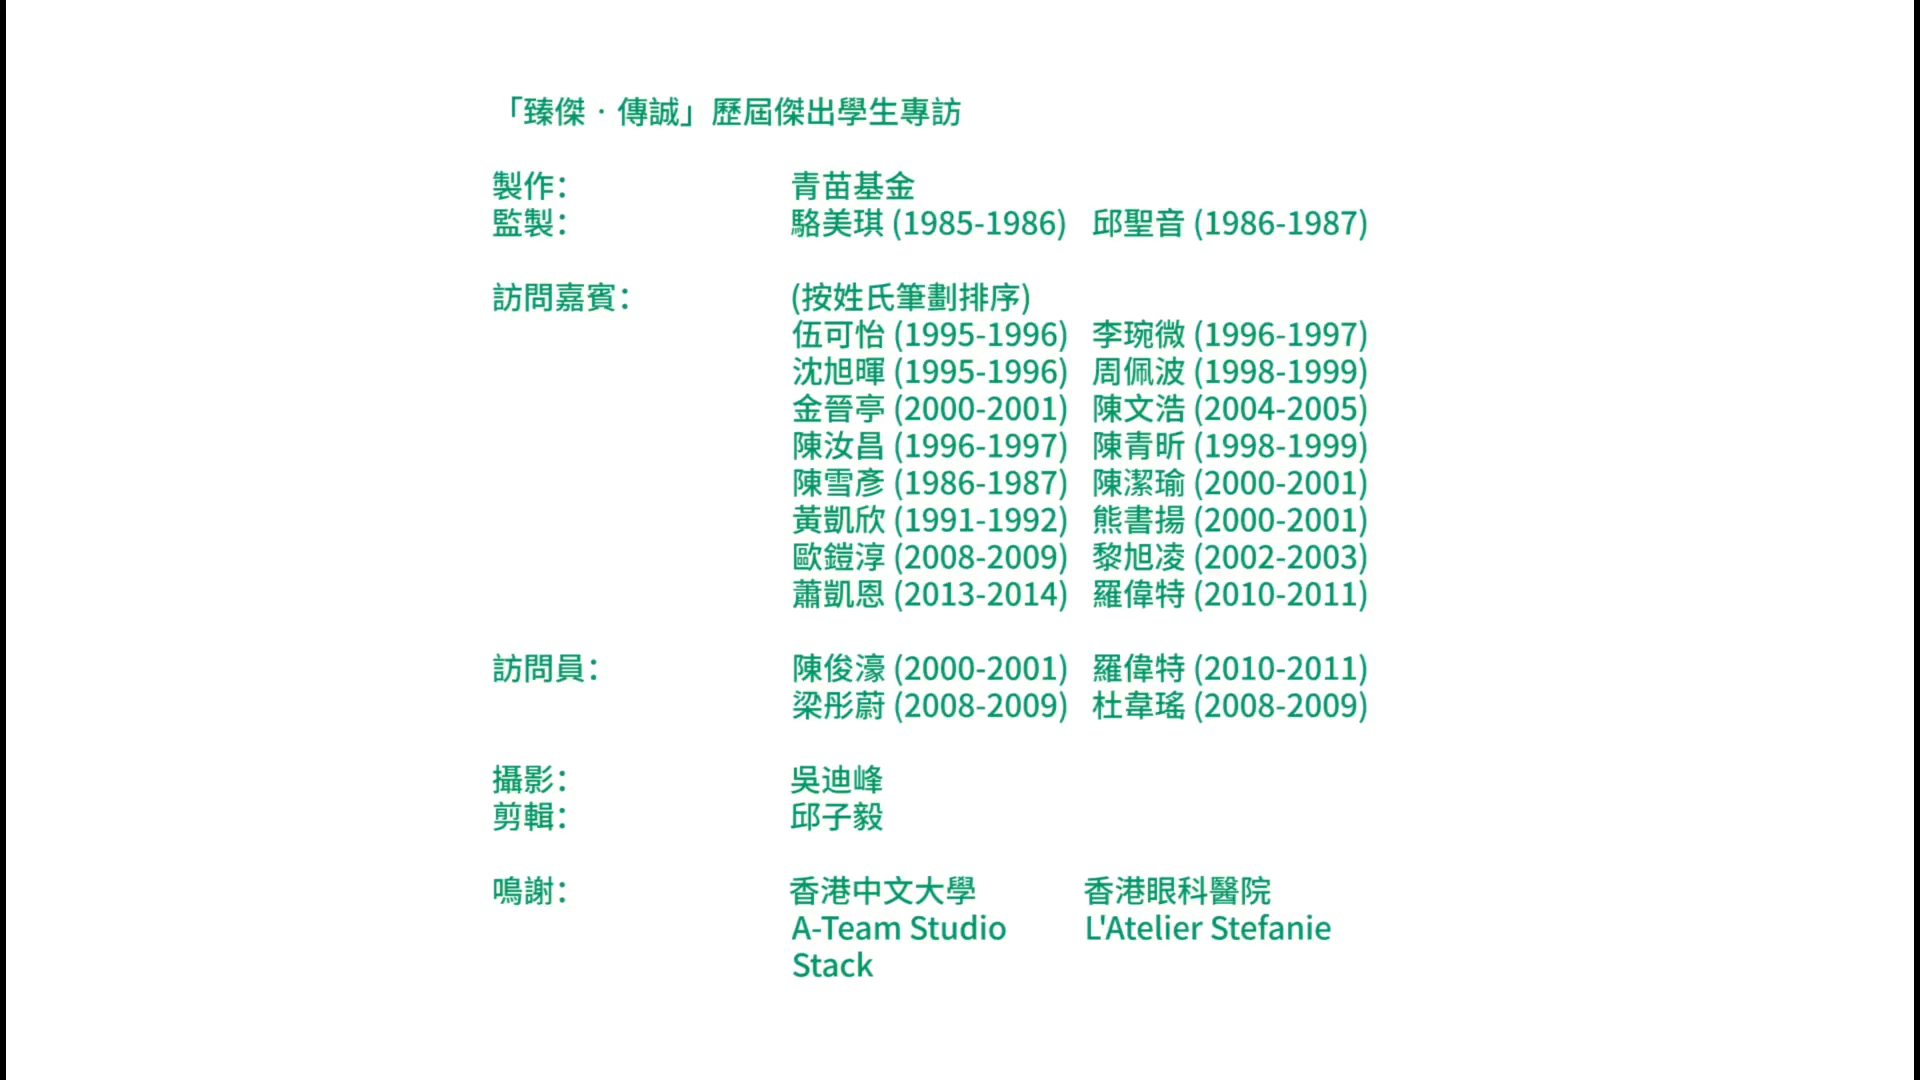 「臻傑．傳誠」歷屆傑出學生專訪
製作： 青苗基金
監製： 駱美琪 (1985-1986) 邱聖音 (1986-1987)
訪問嘉賓： (按姓氏筆劃排序)
伍可怡 (1995-1996) 李琬微 (1996-1997)
沈旭暉 (1995-1996) 周佩波 (1998-1999)
金晉亭 (2000-2001) 陳文浩 (2004-2005)
陳汝昌 (1996-1997) 陳青昕 (1998-1999)
陳雪彥 (1986-1987) 陳潔瑜 (2000-2001)
黃凱欣 (1991-1992) 熊書揚 (2000-2001)
歐鎧淳 (2008-2009) 黎旭凌 (2002-2003)
蕭凱恩 (2013-2014) 羅偉特 (2010-2011)
訪問員： 陳俊濠 (2000-2001) 羅偉特 (2010-2011)
梁彤蔚 (2008-2009) 杜韋瑤 (2008-2009)
攝影： 吳迪峰
剪輯： 邱子毅
鳴謝： 香港中文大學 香港眼科醫院
A-Team Studio L'Atelier Stefanie
Stack